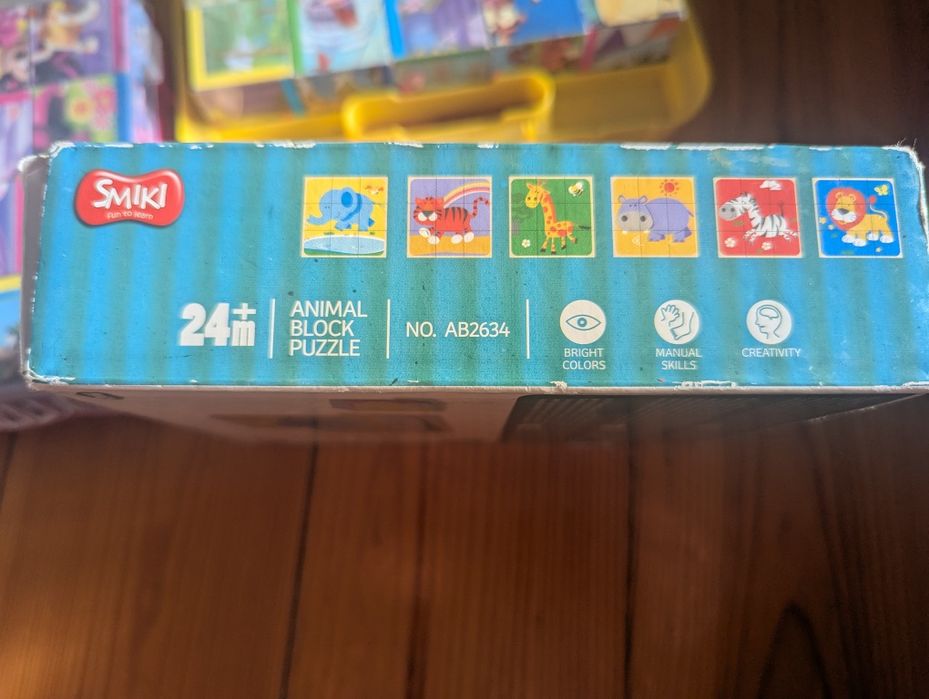 SMIKI
Fun to learn
24m+
ANIMAL
BLOCK
PUZZLE
NO. AB2634
BRIGHT
COLORS
MANUAL
SKILLS
CREATIVITY